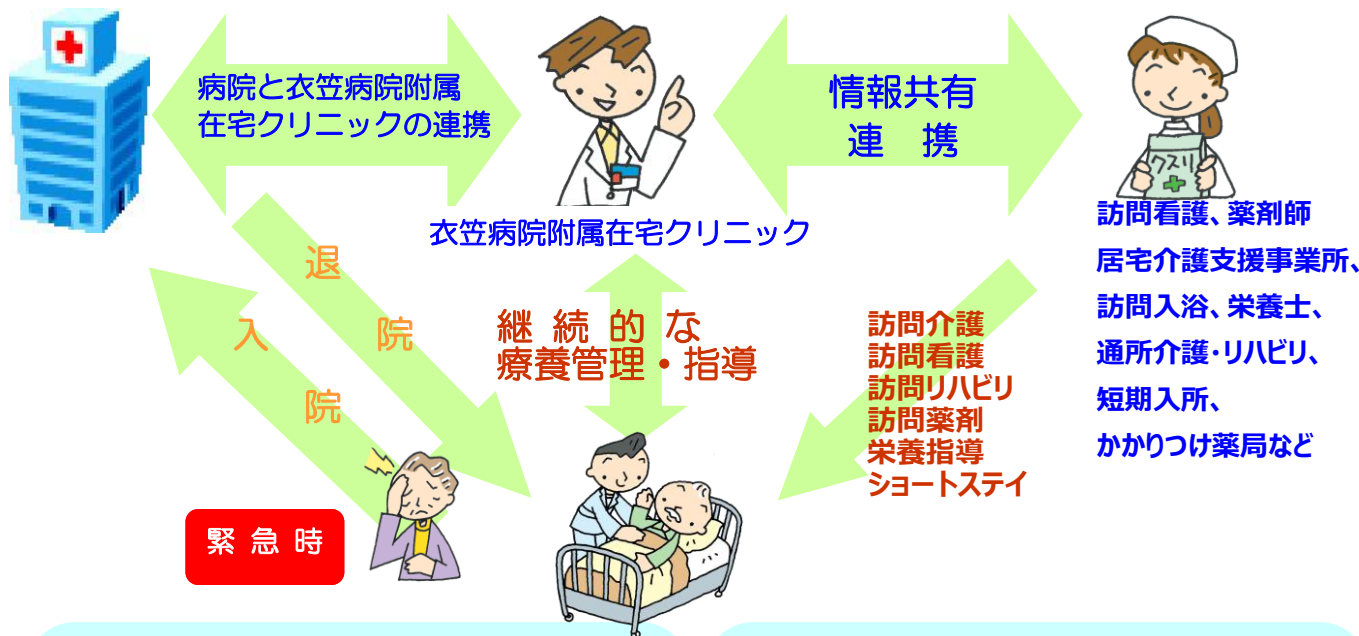 病院と衣笠病院附属
在宅クリニックの連携
情報共有
連　携
クスリ
衣笠病院附属在宅クリニック
訪問看護、薬剤師
居宅介護支援事業所、
訪問入浴、栄養士、
通所介護・リハビリ、
短期入所、
かかりつけ薬局など
退院
入院
継 続 的 な
療養管理・指導
訪問介護
訪問看護
訪問リハビリ
訪問薬剤
栄養指導
ショートステイ
緊 急 時